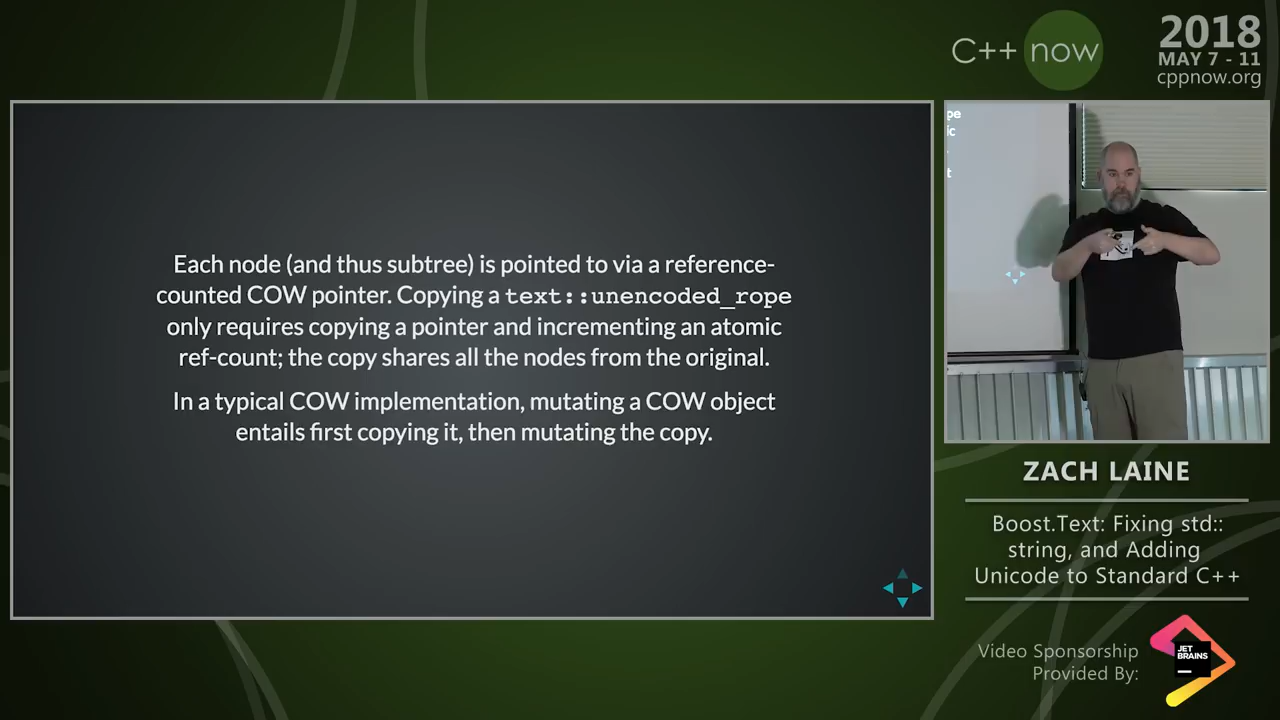 C++ now
2018
MAY 7 - 11
cppnow.org
Each node (and thus subtree) is pointed to via a reference-
counted COW pointer. Copying a text::unencoded_rope
only requires copying a pointer and incrementing an atomic
ref-count; the copy shares all the nodes from the original.
In a typical COW implementation, mutating a COW object
entails first copying it, then mutating the copy.
pe
ic
t
ZACH LAINE
Boost.Text: Fixing std::
string, and Adding
Unicode to Standard C++
Video Sponsorship
Provided By:
JET
BRAINS